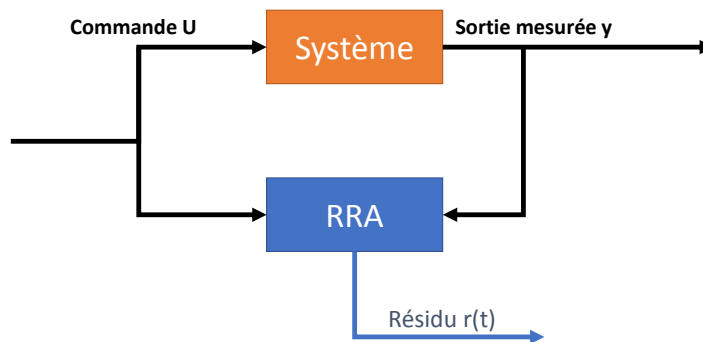 Commande U
Système
Sortie mesurée y
RRA
Résidu r(t)